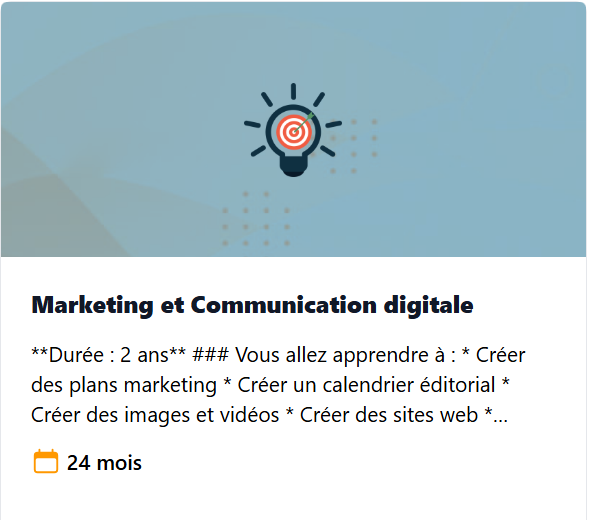 Marketing et Communication digitale
**Durée : 2 ans** ### Vous allez apprendre à : * Créer
des plans marketing * Créer un calendrier éditorial *
Créer des images et vidéos * Créer des sites web *...
24 mois